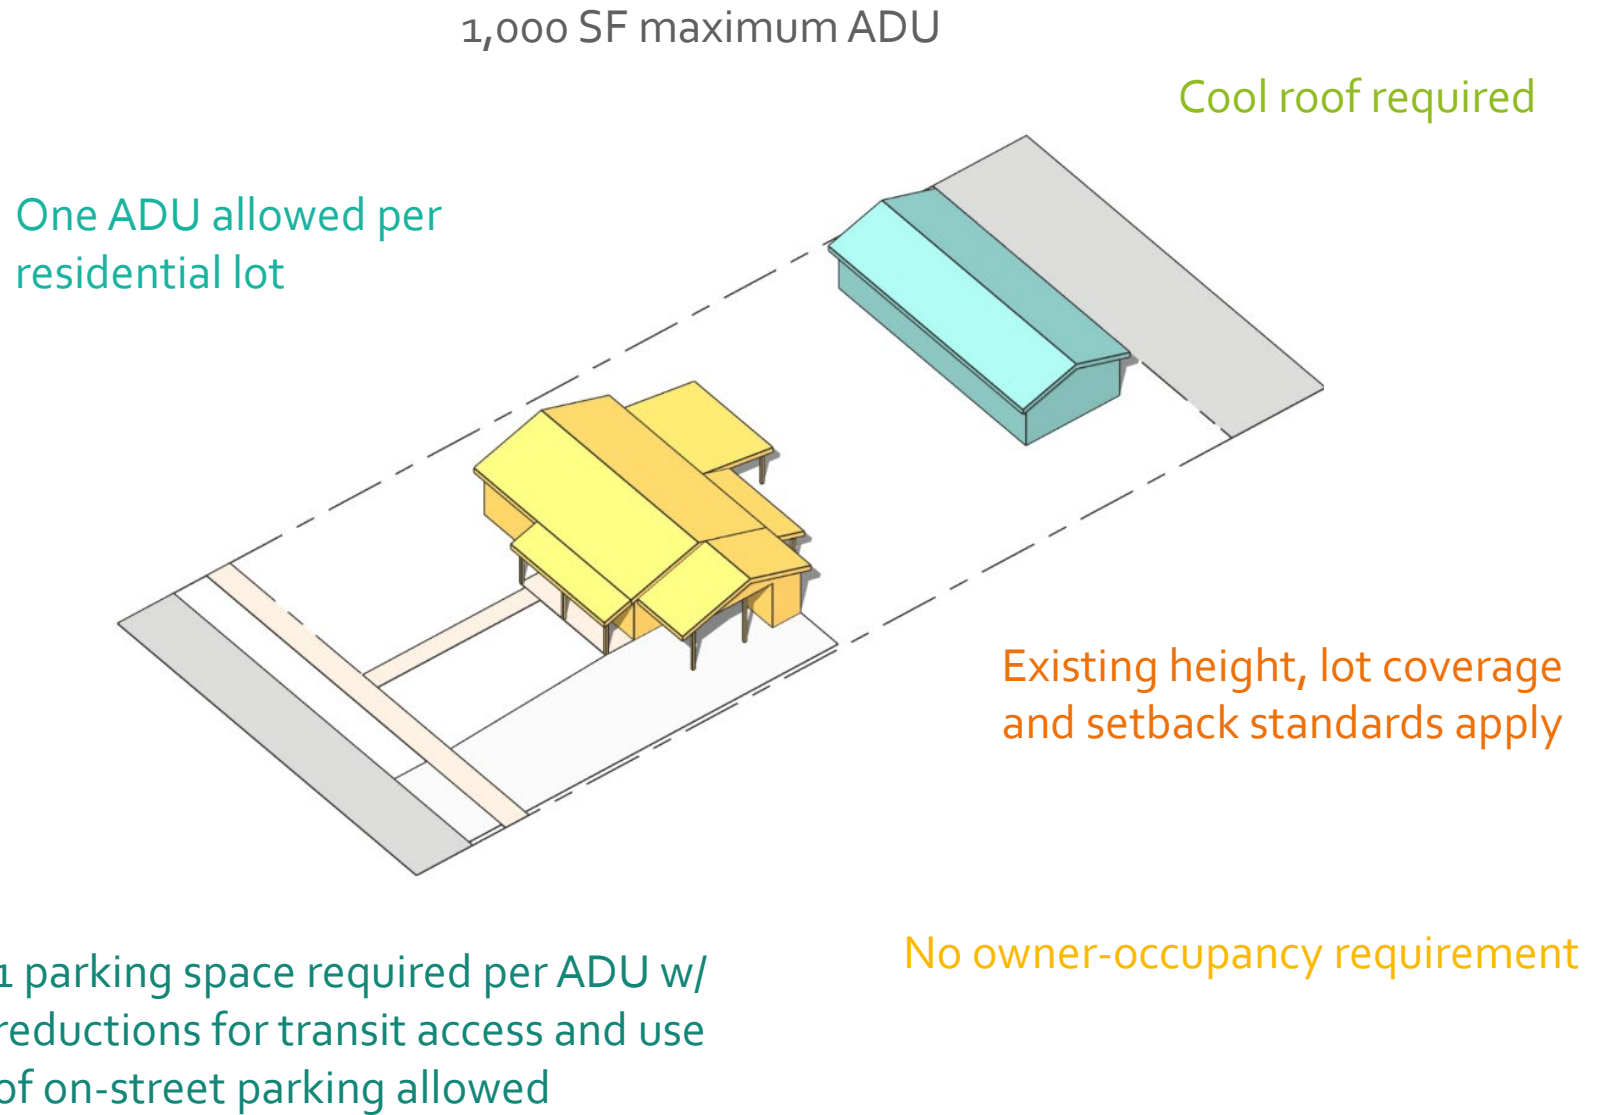 1,000 SF maximum ADU
Cool roof required
One ADU allowed per
residential lot
Existing height, lot coverage
and setback standards apply
No owner-occupancy requirement
1 parking space required per ADU w/
reductions for transit access and use
of on-street parking allowed